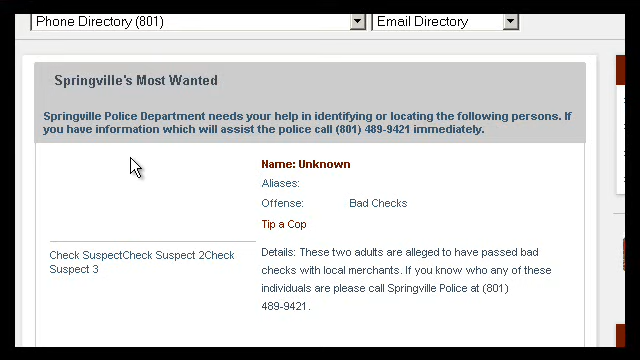 Phone Directory (801)
Email Directory
Springville's Most Wanted
Springville Police Department needs your help in identifying or locating the following persons. If
you have information which will assist the police call (801) 489-9421 immediately.
Name: Unknown
Aliases:
Offense: Bad Checks
Tip a Cop
Check SuspectCheck Suspect 2Check
Suspect 3
Details: These two adults are alleged to have passed bad
checks with local merchants. If you know who any of these
individuals are please call Springville Police at (801)
489-9421.